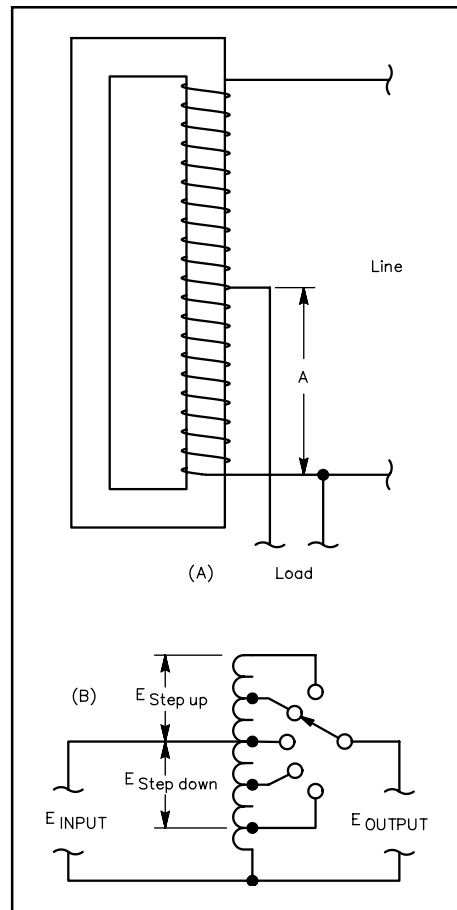 Line
A
(A) Load
(B)
E Step up
E Step down
E INPUT
E OUTPUT